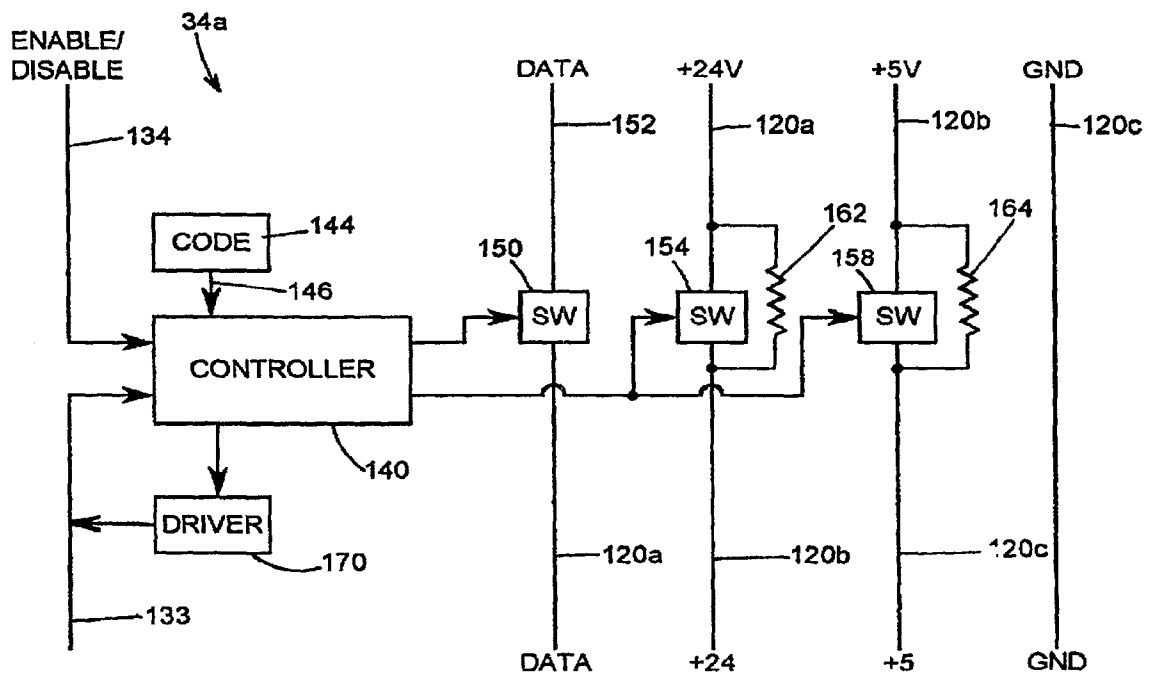 34a
ENABLE/
DISABLE
DATA
+24V
+5V
GND
134
152
120a
120b
120c
CODE
144
146
150
154
162
158
164
SW
SW
SW
CONTROLLER
140
DRIVER
170
120a
120b
120c
133
DATA
+24
+5
GND